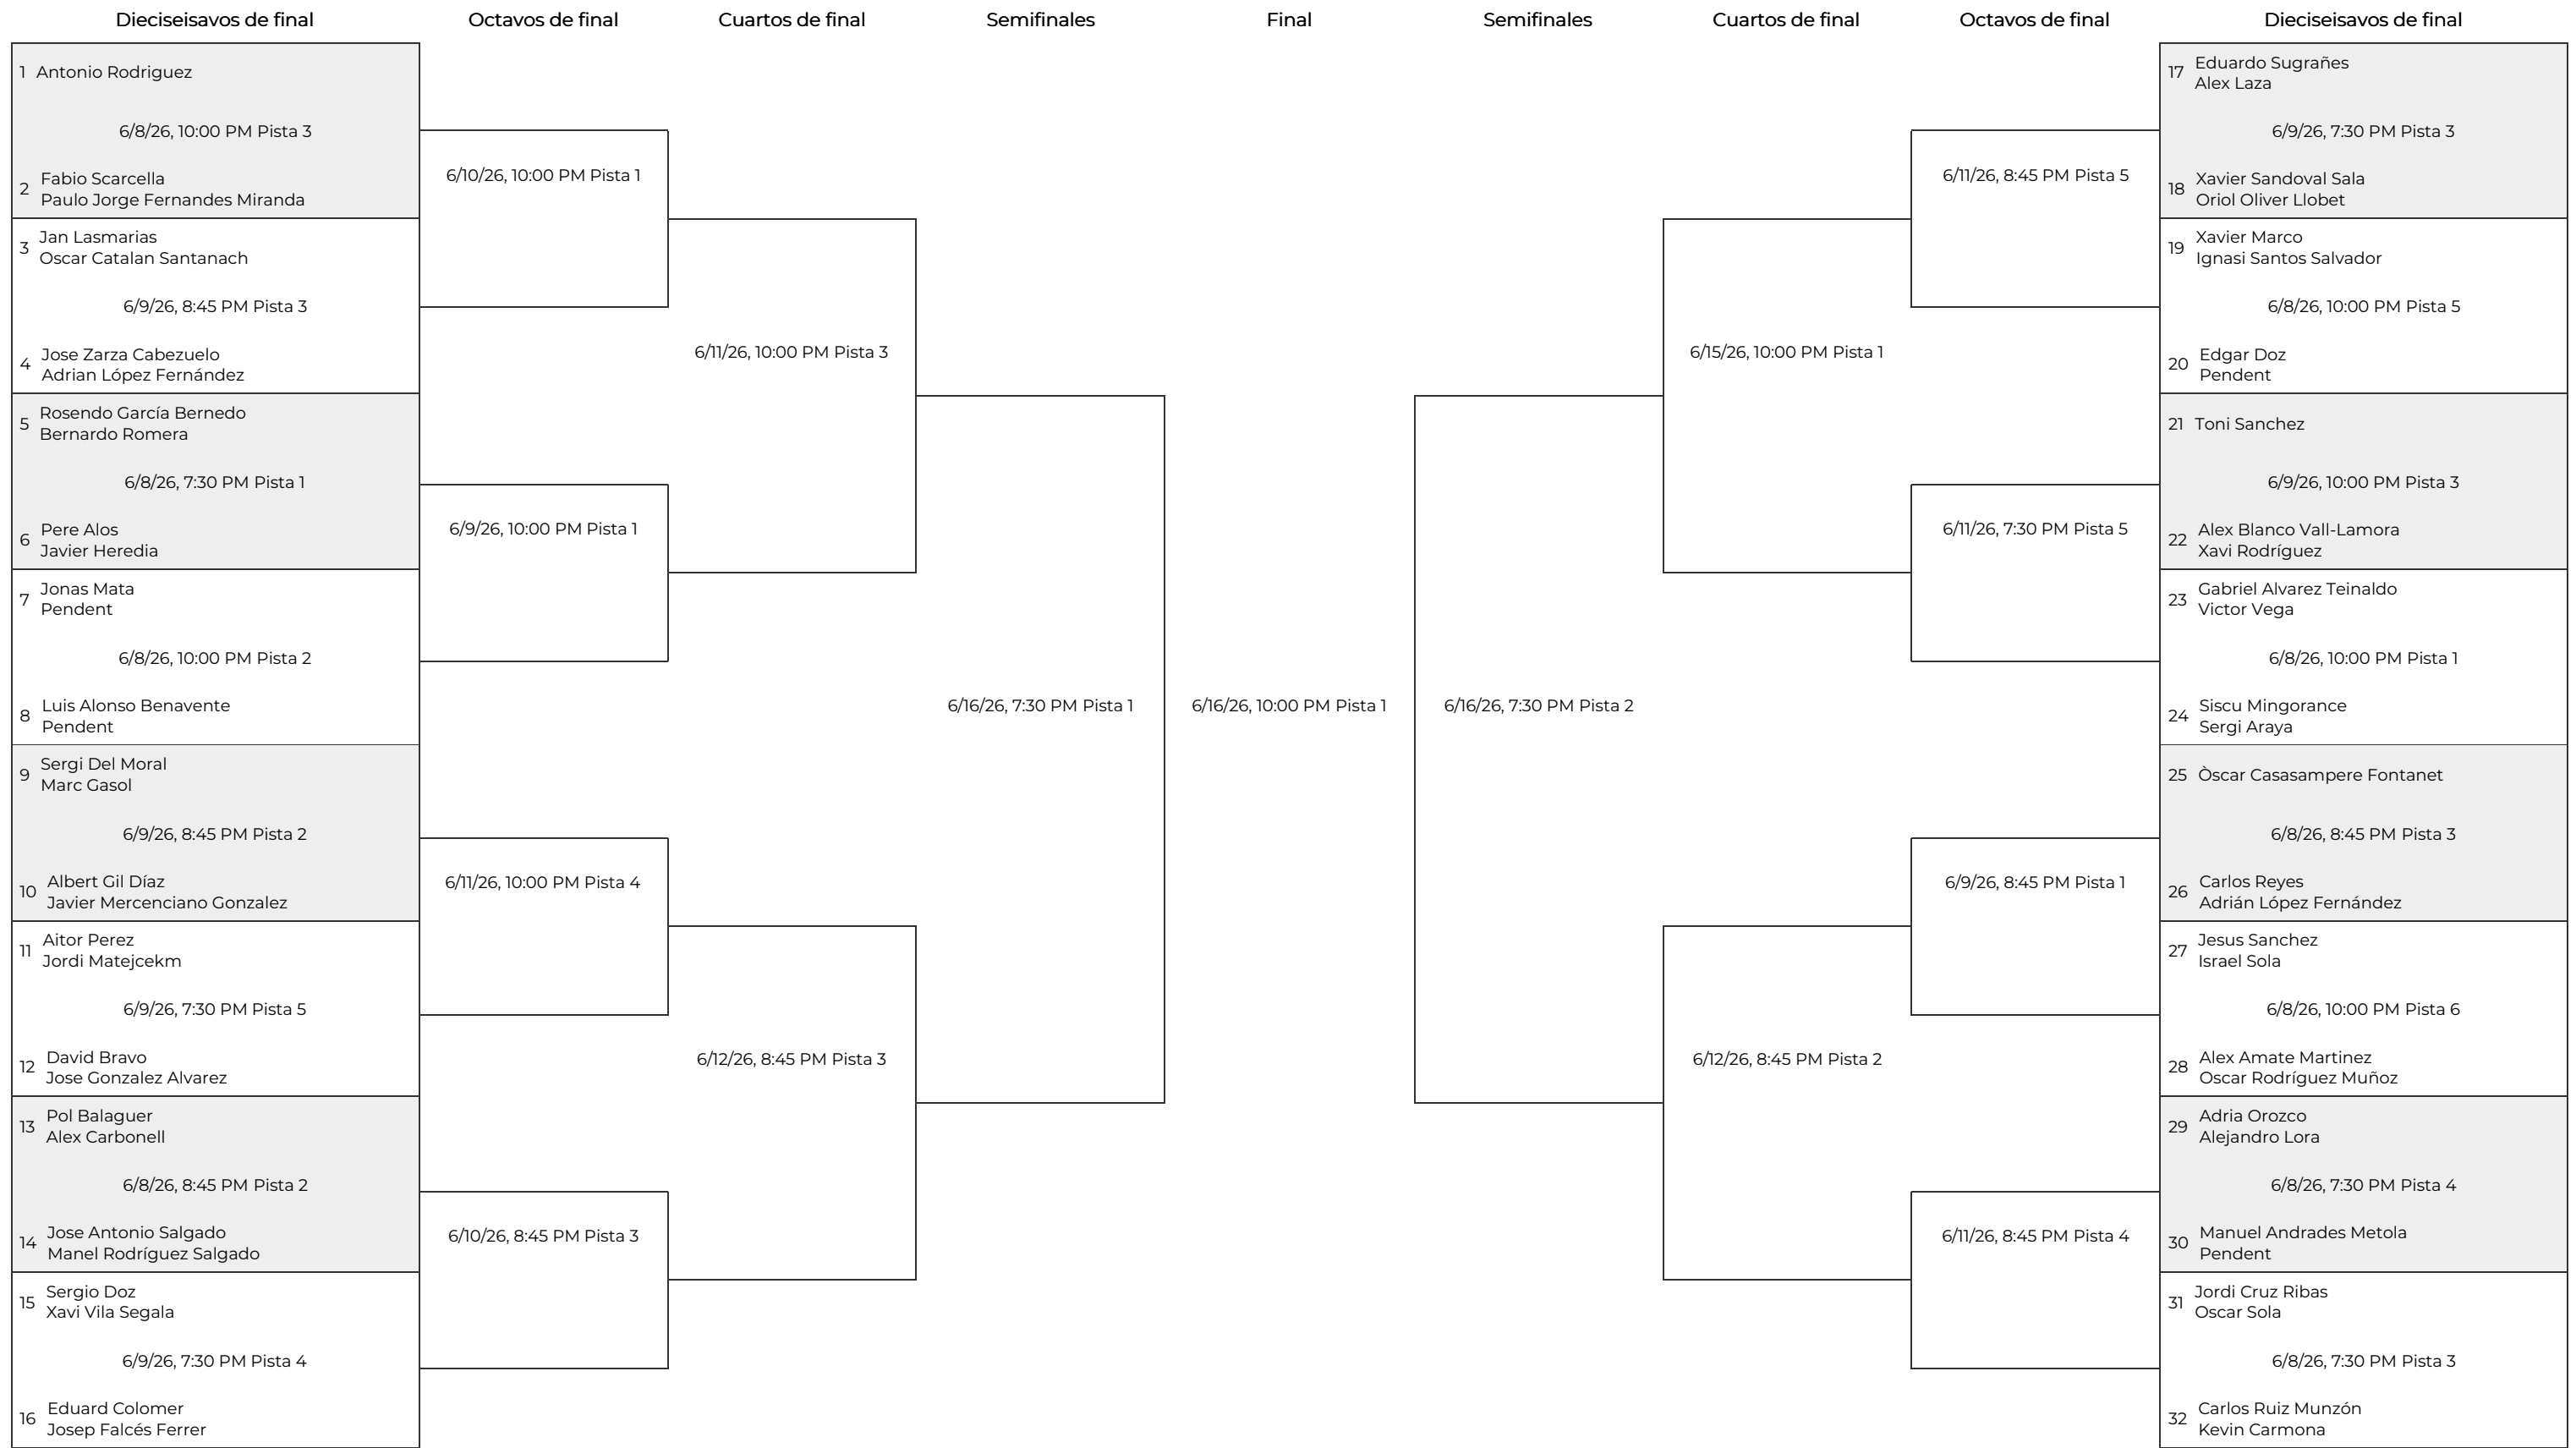 Dieciseisavos de final
Octavos de final
Cuartos de final
Semifinales
Final
Semifinales
Cuartos de final
Octavos de final
Dieciseisavos de final
1 Antonio Rodriguez
6/8/26, 10:00 PM Pista 3
2 Fabio Scarcella
Paulo Jorge Fernandes Miranda
3 Jan Lasmarias
Oscar Catalan Santanach
6/9/26, 8:45 PM Pista 3
4 Jose Zarza Cabezuelo
Adrian López Fernández
5 Rosendo García Bernedo
Bernardo Romera
6/8/26, 7:30 PM Pista 1
6 Pere Alos
Javier Heredia
7 Jonas Mata
Pendent
6/8/26, 10:00 PM Pista 2
8 Luis Alonso Benavente
Pendent
9 Sergi Del Moral
Marc Gasol
6/9/26, 8:45 PM Pista 2
10 Albert Gil Díaz
Javier Mercenciano Gonzalez
11 Aitor Perez
Jordi Matejcekm
6/9/26, 7:30 PM Pista 5
12 David Bravo
Jose Gonzalez Alvarez
13 Pol Balaguer
Alex Carbonell
6/8/26, 8:45 PM Pista 2
14 Jose Antonio Salgado
Manel Rodríguez Salgado
15 Sergio Doz
Xavi Vila Segala
6/9/26, 7:30 PM Pista 4
16 Eduard Colomer
Josep Falcés Ferrer
6/10/26, 10:00 PM Pista 1
6/9/26, 10:00 PM Pista 1
6/11/26, 10:00 PM Pista 4
6/10/26, 8:45 PM Pista 3
6/11/26, 10:00 PM Pista 3
6/12/26, 8:45 PM Pista 3
6/16/26, 7:30 PM Pista 1
6/16/26, 10:00 PM Pista 1
6/16/26, 7:30 PM Pista 2
6/15/26, 10:00 PM Pista 1
6/12/26, 8:45 PM Pista 2
6/11/26, 8:45 PM Pista 5
6/11/26, 7:30 PM Pista 5
6/9/26, 8:45 PM Pista 1
6/11/26, 8:45 PM Pista 4
17 Eduardo Sugrañes
Alex Laza
6/9/26, 7:30 PM Pista 3
18 Xavier Sandoval Sala
Oriol Oliver Llobet
19 Xavier Marco
Ignasi Santos Salvador
6/8/26, 10:00 PM Pista 5
20 Edgar Doz
Pendent
21 Toni Sanchez
6/9/26, 10:00 PM Pista 3
22 Alex Blanco Vall-Lamora
Xavi Rodríguez
23 Gabriel Alvarez Teinaldo
Victor Vega
6/8/26, 10:00 PM Pista 1
24 Siscu Mingorance
Sergi Araya
25 Òscar Casasampere Fontanet
6/8/26, 8:45 PM Pista 3
26 Carlos Reyes
Adrián López Fernández
27 Jesus Sanchez
Israel Sola
6/8/26, 10:00 PM Pista 6
28 Alex Amate Martinez
Oscar Rodríguez Muñoz
29 Adria Orozco
Alejandro Lora
6/8/26, 7:30 PM Pista 4
30 Manuel Andrades Metola
Pendent
31 Jordi Cruz Ribas
Oscar Sola
6/8/26, 7:30 PM Pista 3
32 Carlos Ruiz Munzón
Kevin Carmona